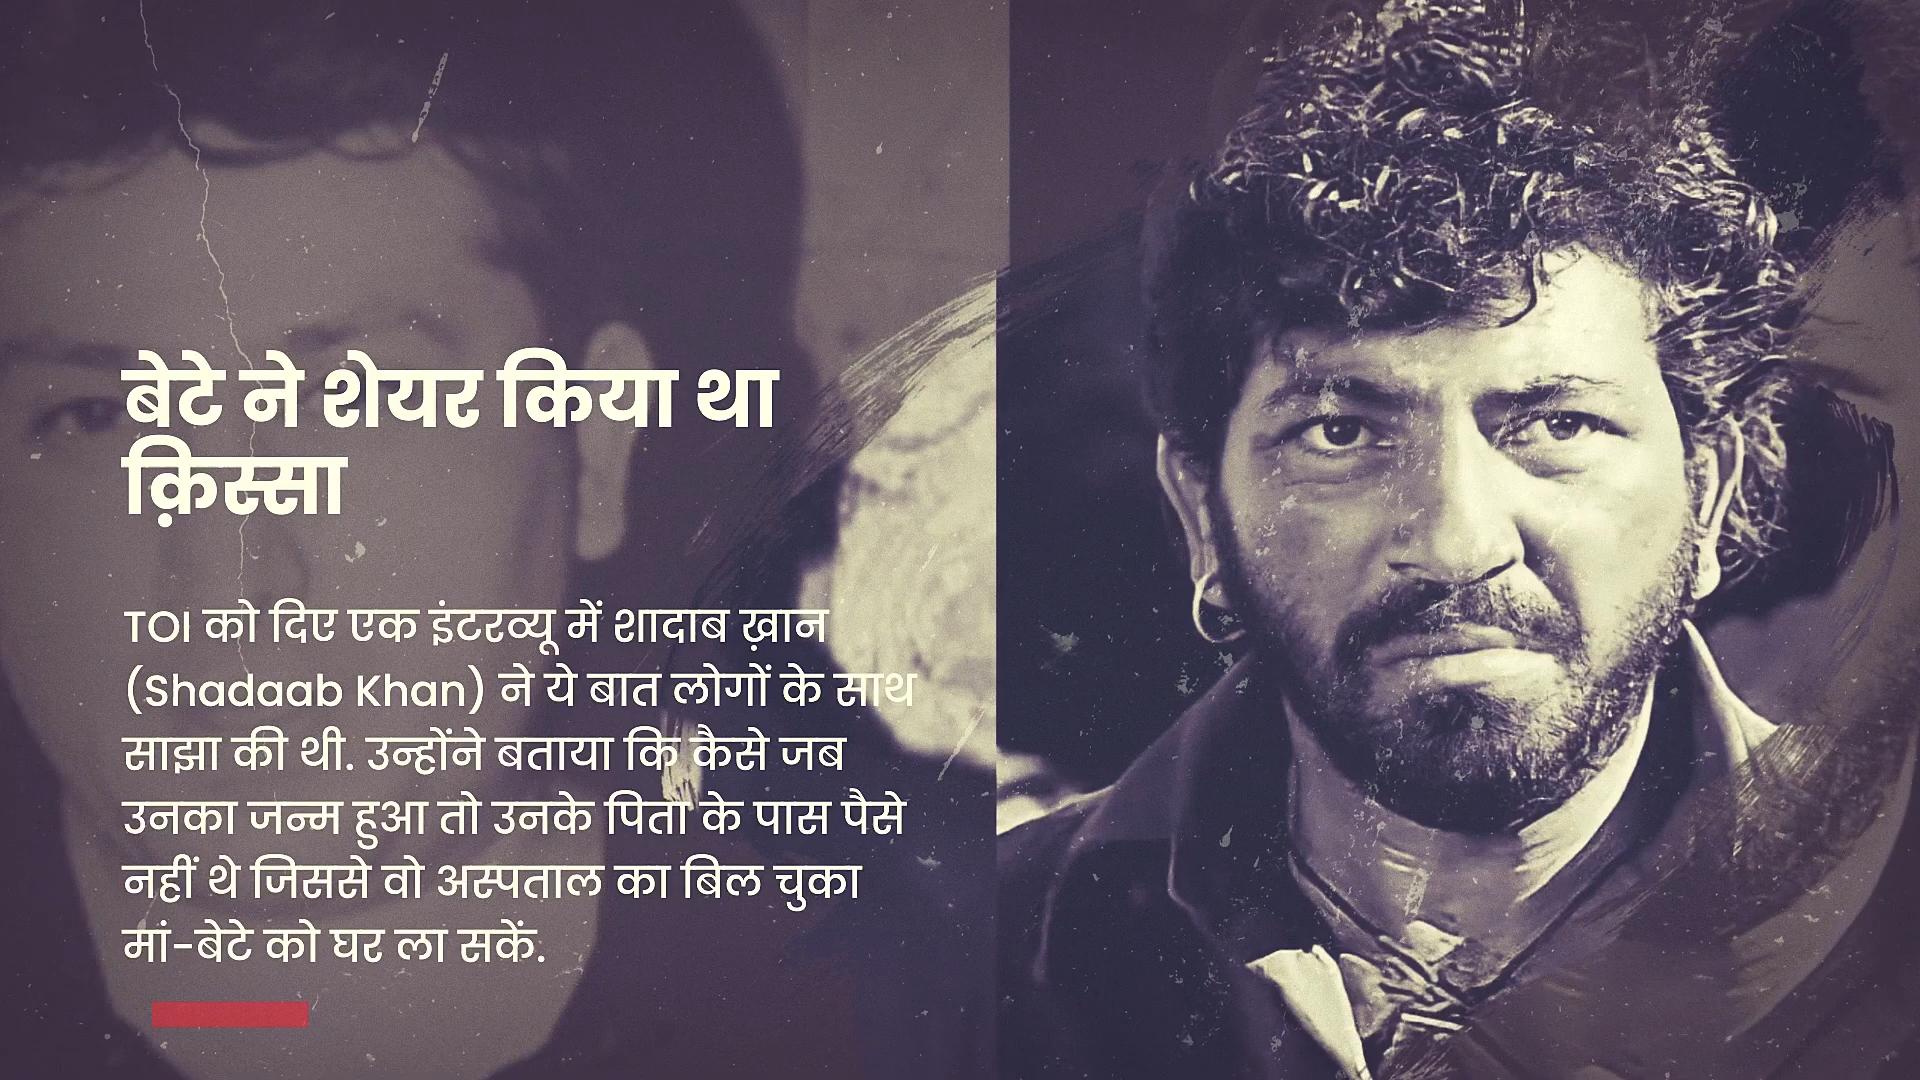 बेटे ने शेयर किया था
क़िस्सा
TOI को दिए एक इंटरव्यू में शादाब ख़ान
(Shadaab Khan) ने ये बात लोगों के साथ
साझा की थी. उन्होंने बताया कि कैसे जब
उनका जन्म हुआ तो उनके पिता के पास पैसे
नहीं थे जिससे वो अस्पताल का बिल चुका
मां-बेटे को घर ला सकें.